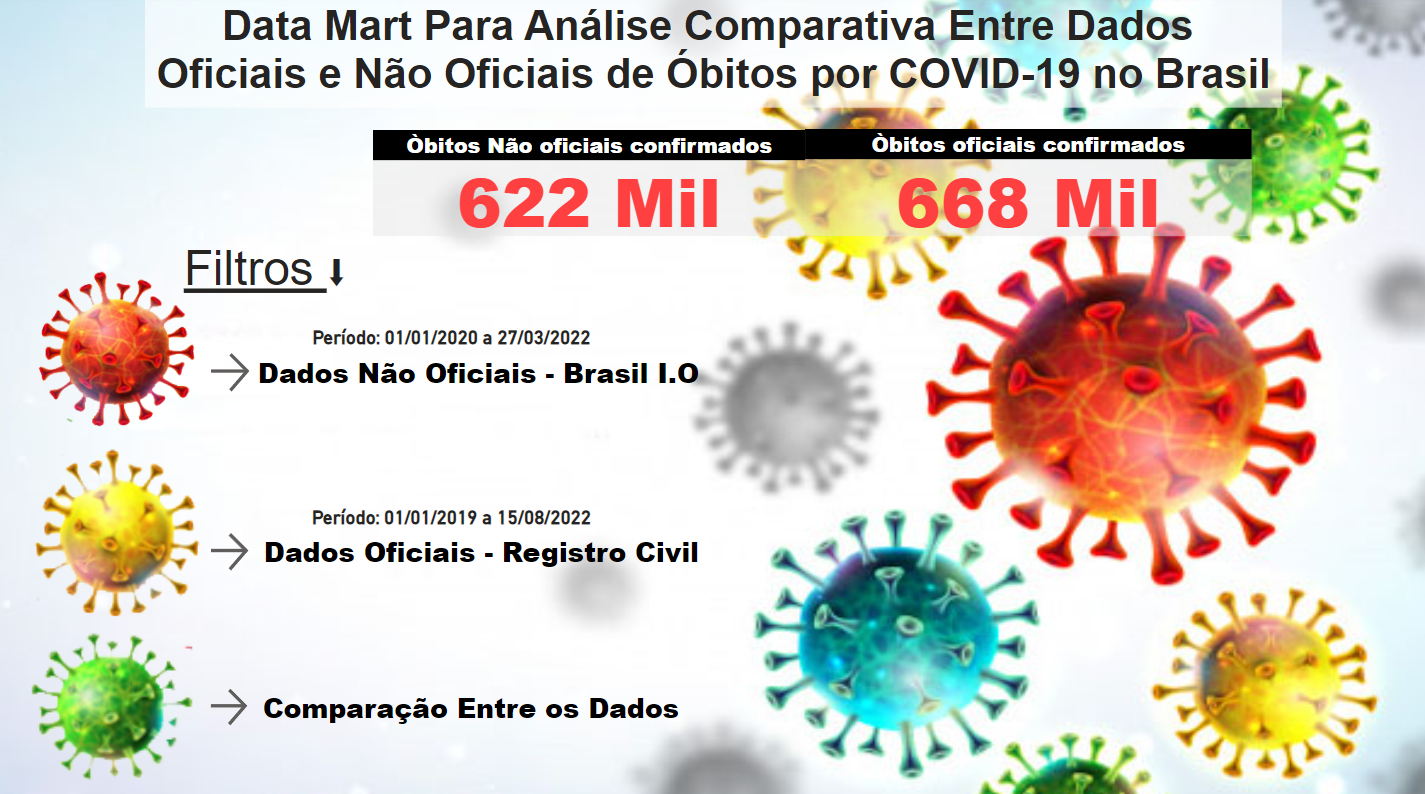 Data Mart Para Análise Comparativa Entre Dados
Oficiais e Não Oficiais de Óbitos por COVID-19 no Brasil
Òbitos Não oficiais confirmados
622 Mil
Òbitos oficiais confirmados
668 Mil
Filtros ⬇
Período: 01/01/2020 a 27/03/2022
Dados Não Oficiais - Brasil I.O
Período: 01/01/2019 a 15/08/2022
Dados Oficiais - Registro Civil
Comparação Entre os Dados